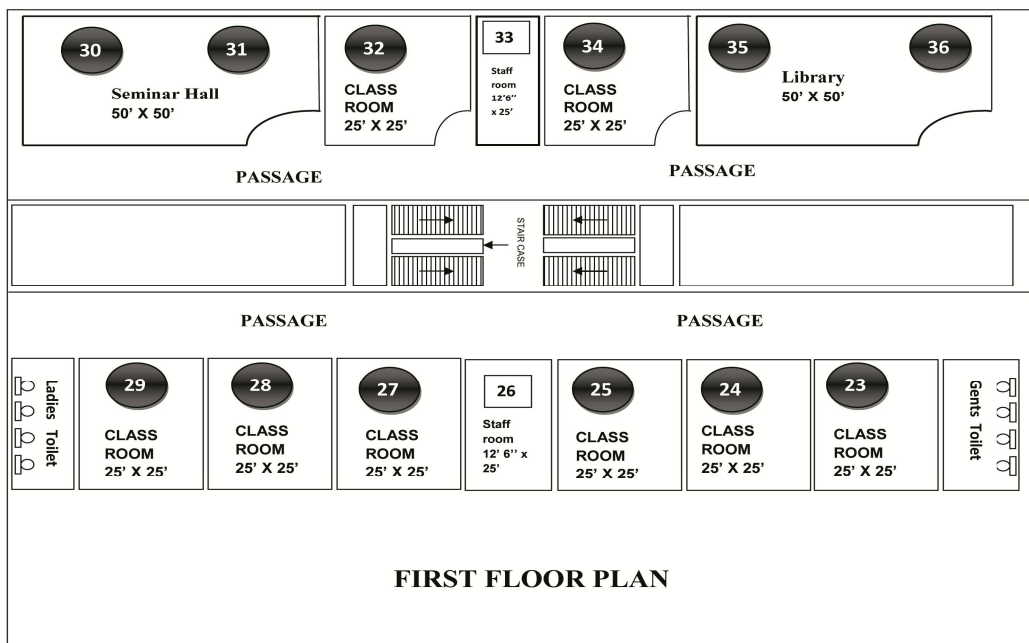 30
31
Seminar Hall
50’ X 50’
32
CLASS
ROOM
25’ X 25’
33
Staff
room
12’6’’
x 25’
34
CLASS
ROOM
25’ X 25’
35
36
Library
50’ X 50’
PASSAGE
PASSAGE
STAIR CASE
PASSAGE
PASSAGE
Ladies Toilet
29
CLASS
ROOM
25’ X 25’
28
CLASS
ROOM
25’ X 25’
27
CLASS
ROOM
25’ X 25’
26
Staff
room
12’ 6’’ x
25’
25
CLASS
ROOM
25’ X 25’
24
CLASS
ROOM
25’ X 25’
23
CLASS
ROOM
25’ X 25’
Gents Toilet
FIRST FLOOR PLAN